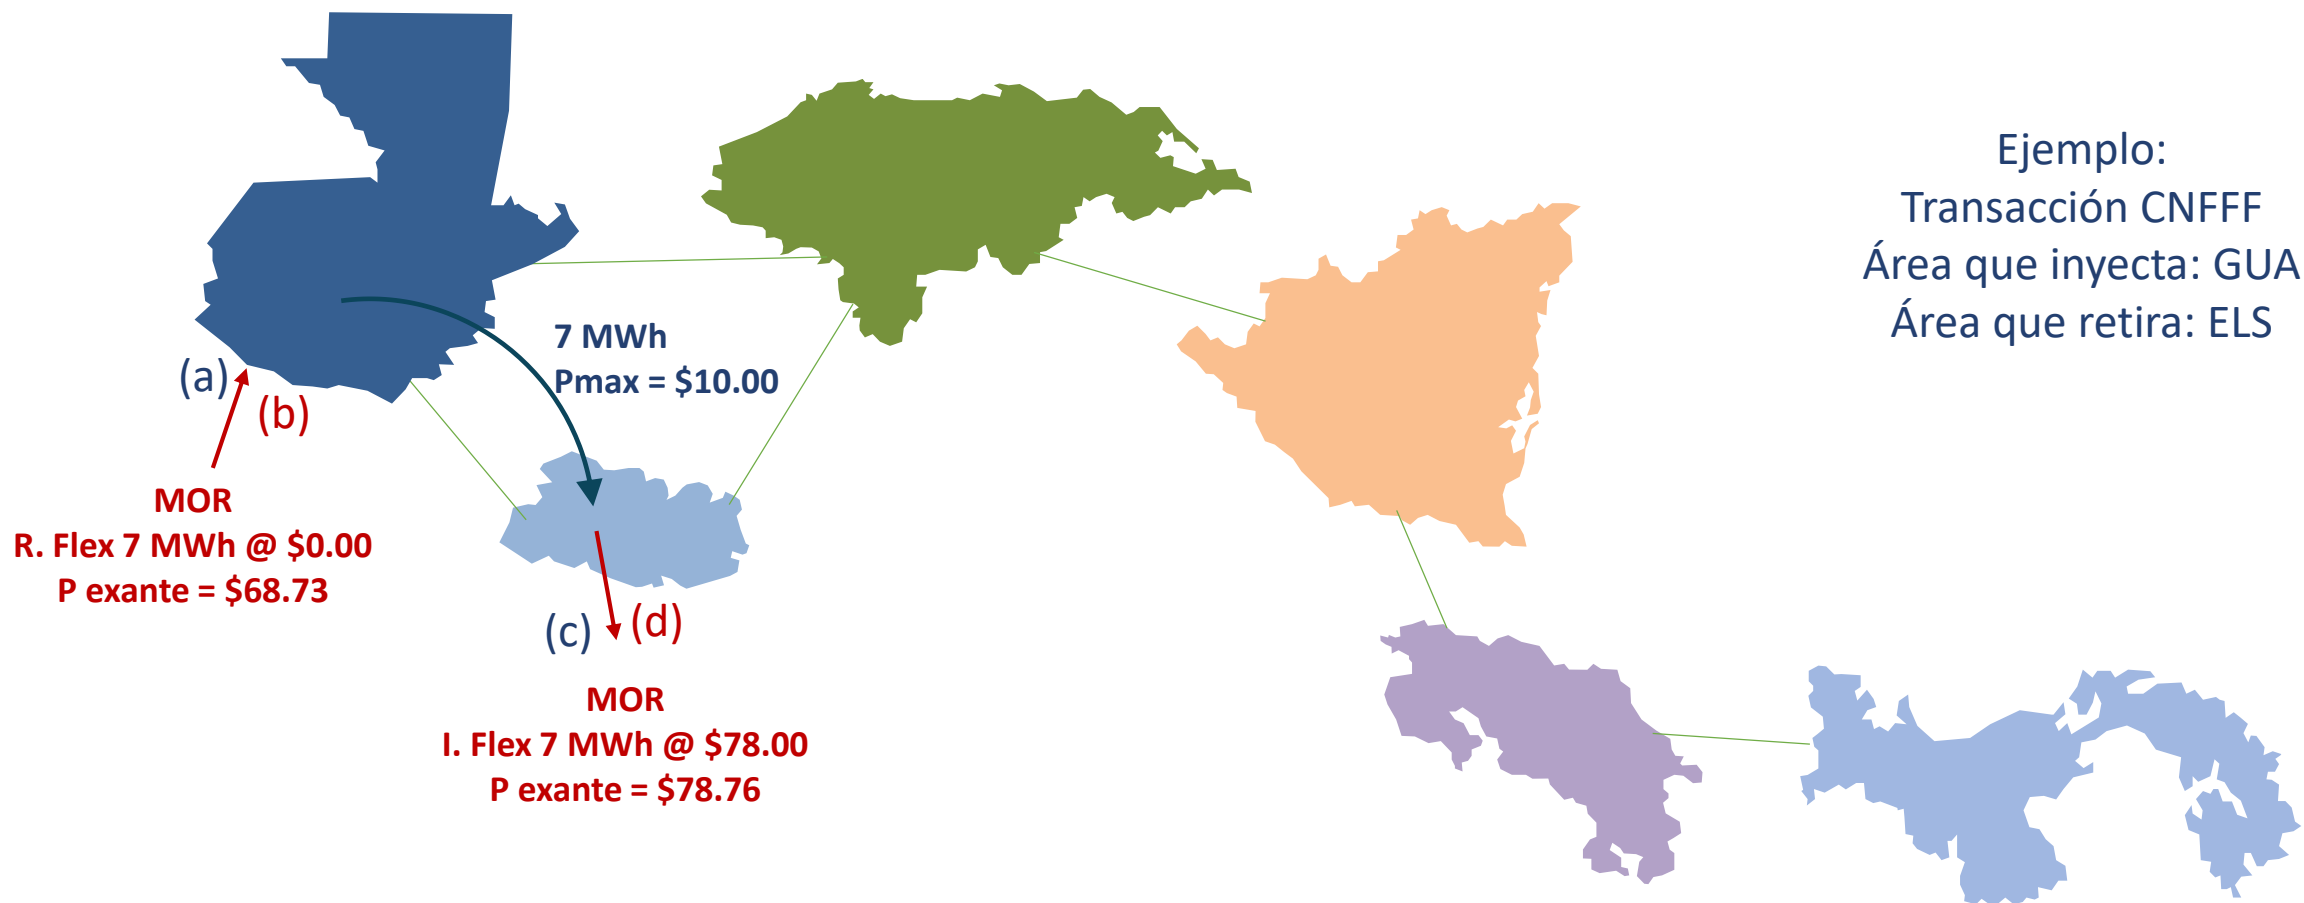 Ejemplo:
Transacción CNFFF
Área que inyecta: GUA
Área que retira: ELS
7 MWh
Pmax = $10.00
(a)
(b)
MOR
R. Flex 7 MWh @ $0.00
P exante = $68.73
(c)
(d)
MOR
I. Flex 7 MWh @ $78.00
P exante = $78.76